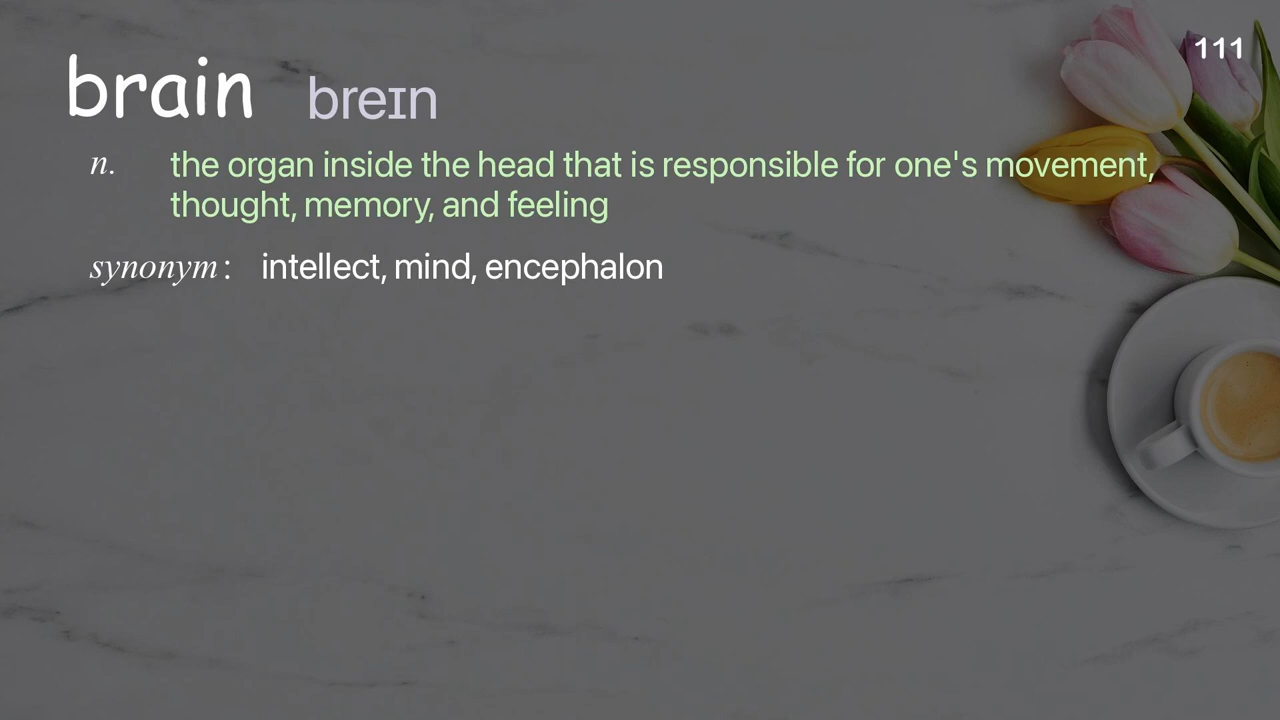 111
brain breɪn
n. the organ inside the head that is responsible for one's movement,
thought, memory, and feeling
synonym: intellect, mind, encephalon